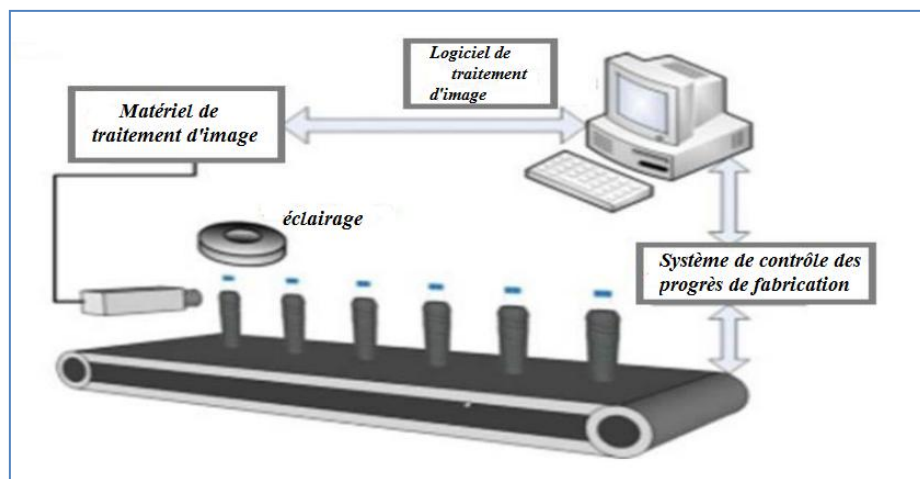 Logiciel de
traitement
d'image
Matériel de
traitement d'image
éclairage
Système de contrôle des
progrès de fabrication